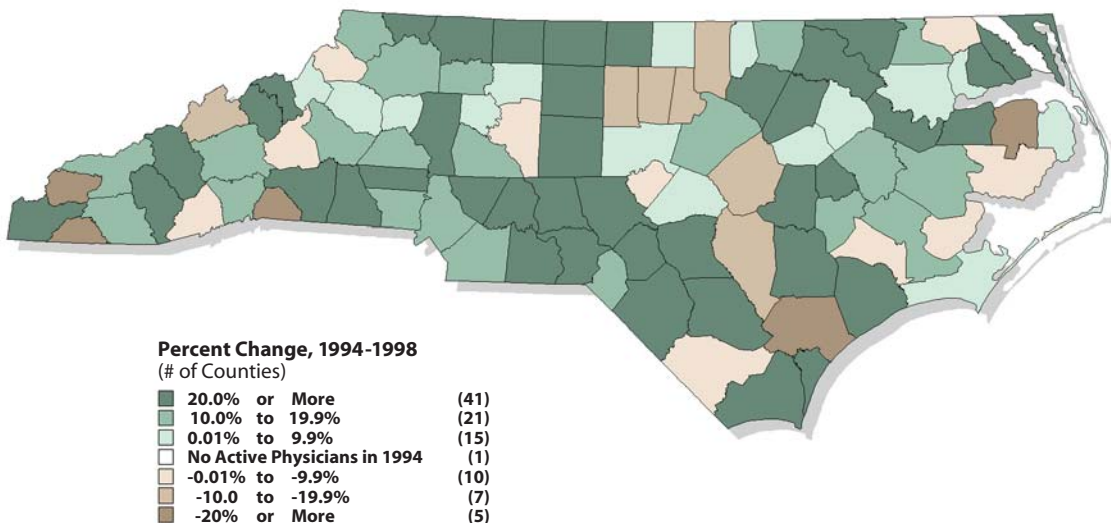 Percent Change, 1994-1998
(# of Counties)
20.0% or More (41)
10.0% to 19.9% (21)
0.01% to 9.9% (15)
No Active Physicians in 1994 (1)
-0.01% to -9.9% (10)
-10.0 to -19.9% (7)
-20% or More (5)